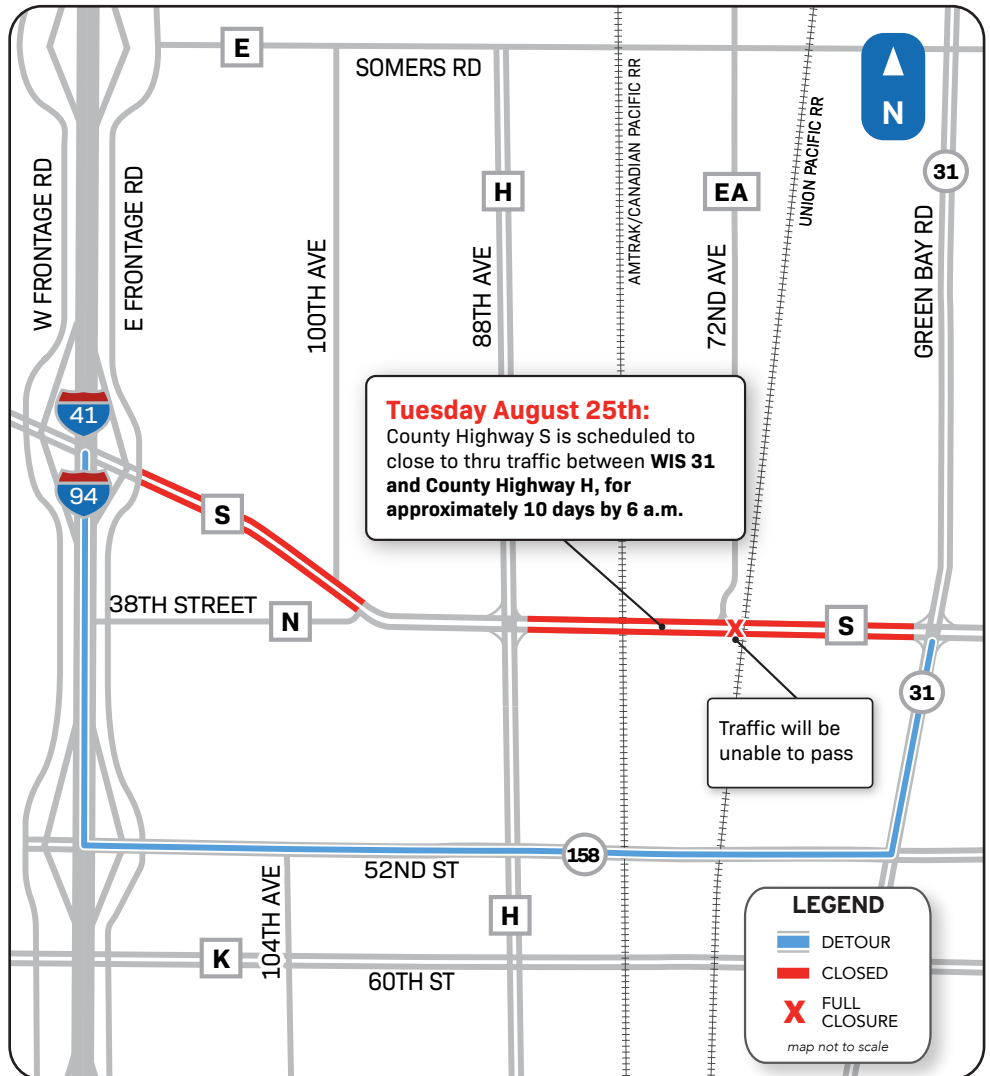 E
SOMERS RD
N
W FRONTAGE RD
E FRONTAGE RD
100TH AVE
H
88TH AVE
AMTRAK/CANADIAN PACIFIC RR
EA
72ND AVE
UNION PACIFIC RR
31
GREEN BAY RD
41
94
Tuesday August 25th:
County Highway S is scheduled to
close to thru traffic between WIS 31
and County Highway H, for
approximately 10 days by 6 a.m.
S
38TH STREET
N
X
S
31
Traffic will be
unable to pass
158
52ND ST
104TH AVE
H
K
60TH ST
LEGEND
DETOUR
CLOSED
X FULL
CLOSURE
map not to scale